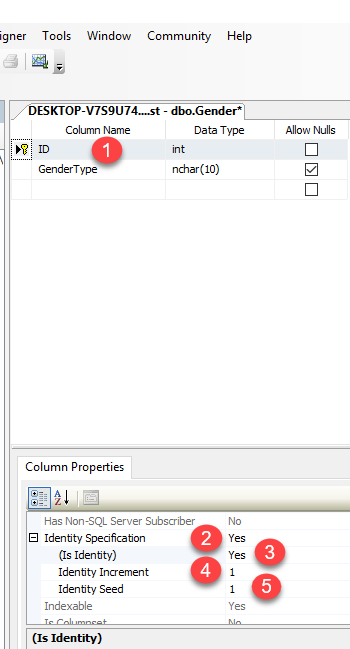 igner Tools Window Community Help
DESKTOP-V7S9U74....st - dbo.Gender*
Column Name Data Type Allow Nulls
ID 1 int
GenderType nchar(10)
Column Properties
Has Non-SQL Server Subscriber No
Identity Specification 2 Yes
(Is Identity) Yes 3
Identity Increment 4 1
Identity Seed 1 5
Indexable Yes
Is Columnset No
(Is Identity)